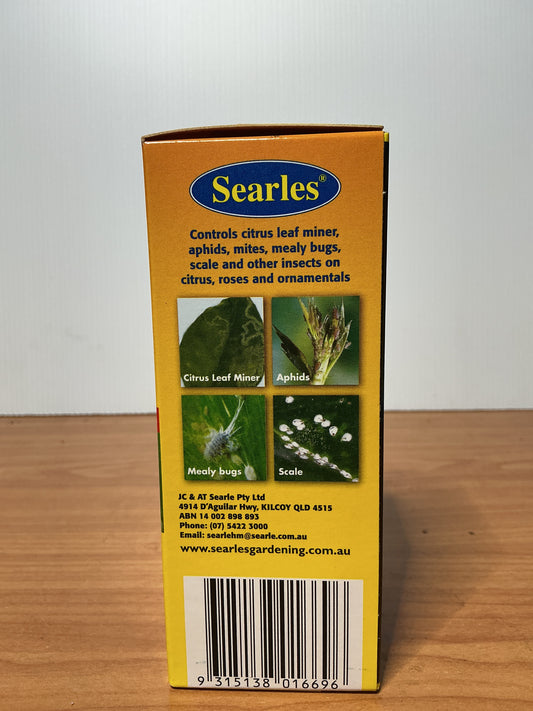 Searles®
Controls citrus leaf miner,
aphids, mites, mealy bugs,
scale and other insects on
citrus, roses and ornamentals
Citrus Leaf Miner
Aphids
Mealy bugs
Scale
JC & AT Searle Pty Ltd
4914 D'Aguilar Hwy, KILCOY QLD 4515
ABN 14 002 898 893
Phone: (07) 5422 3000
Email: searlehm@searle.com.au
www.searlesgardening.com.au
9 315138 016696